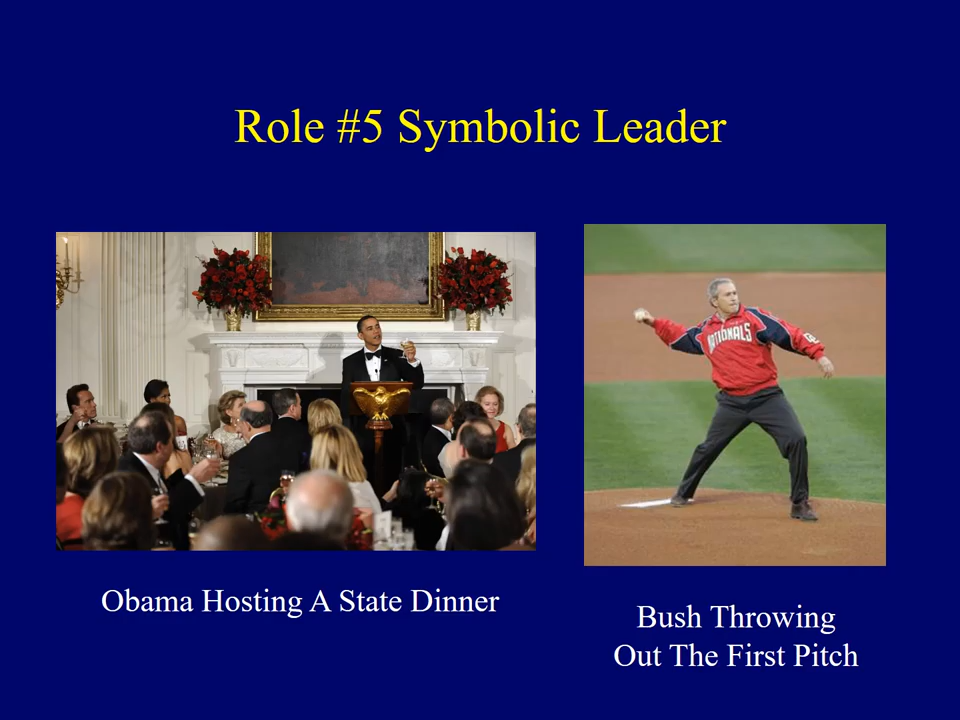 Role #5 Symbolic Leader
NATIONALS
Obama Hosting A State Dinner
Bush Throwing
Out The First Pitch